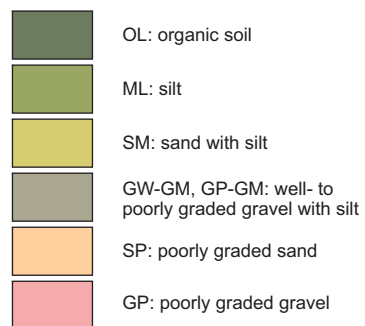 OL: organic soil
ML: silt
SM: sand with silt
GW-GM, GP-GM: well- to
poorly graded gravel with silt
SP: poorly graded sand
GP: poorly graded gravel